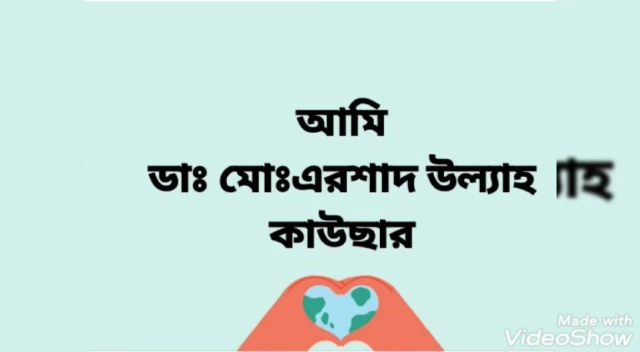 আমি
ডাঃ মোঃএরশাদ উল্যাহ
কাউছার
Made with
VideoShow